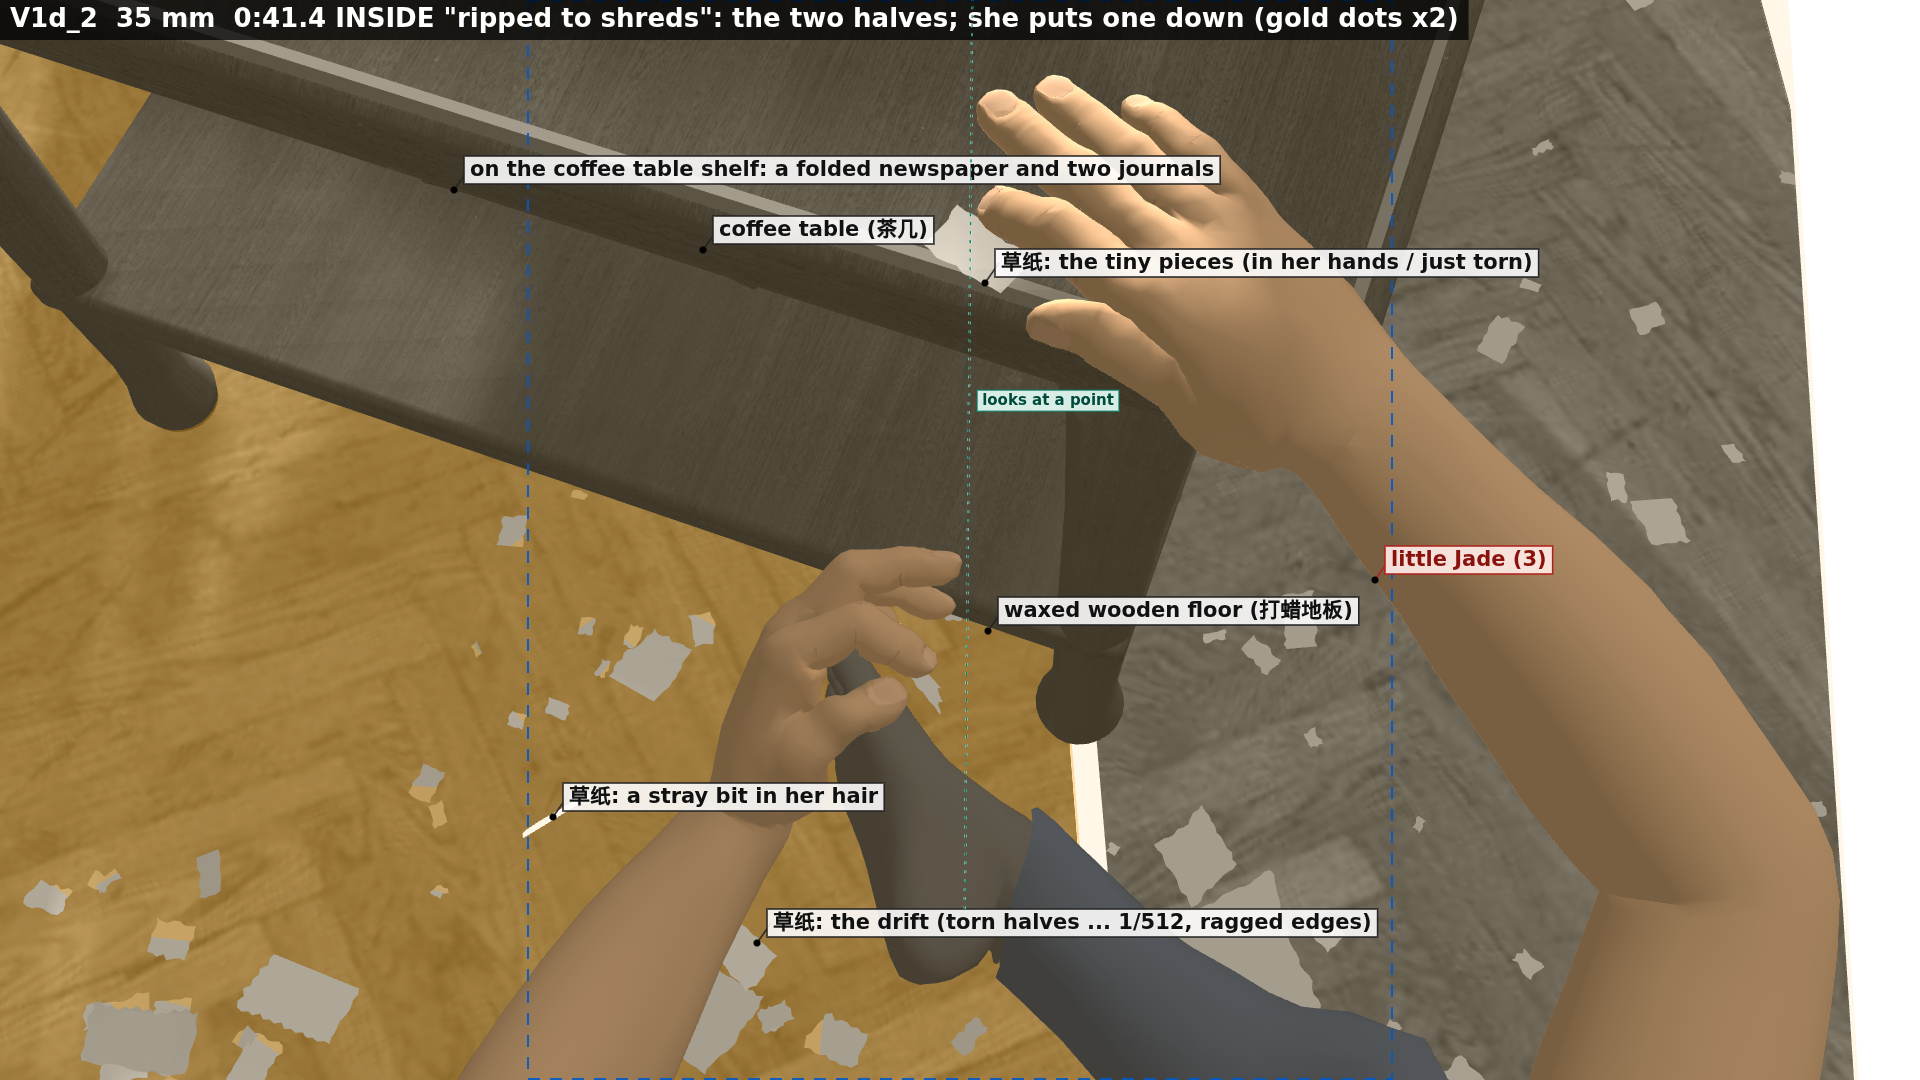 V1d_2  35 mm  0:41.4 INSIDE "ripped to shreds": the two halves; she puts one down (gold dots x2)
on the coffee table shelf: a folded newspaper and two journals
coffee table (茶几)
草纸: the tiny pieces (in her hands / just torn)
looks at a point
little Jade (3)
waxed wooden floor (打蜡地板)
草纸: a stray bit in her hair
草纸: the drift (torn halves ... 1/512, ragged edges)